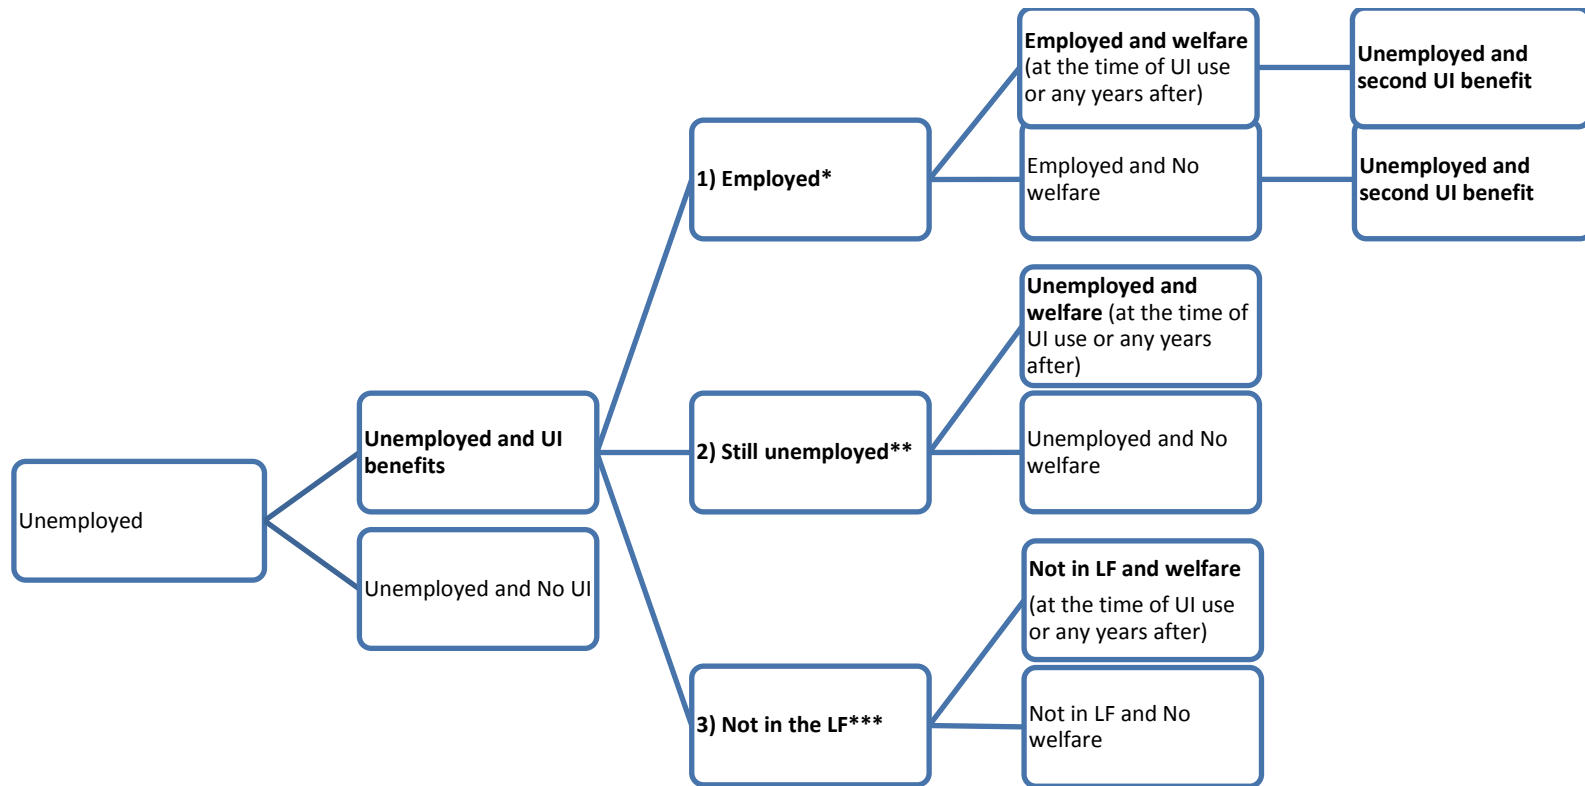 Unemployed
Unemployed and UI
benefits
Unemployed and No UI
1) Employed*
2) Still unemployed**
3) Not in the LF***
Employed and welfare
(at the time of UI use
or any years after)
Employed and No
welfare
Unemployed and
welfare (at the time of
UI use or any years
after)
Unemployed and No
welfare
Not in LF and welfare
(at the time of UI use
or any years after)
Not in LF and No
welfare
Unemployed and
second UI benefit
Unemployed and
second UI benefit